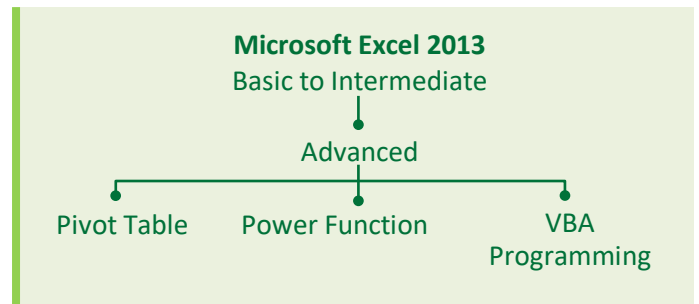 Microsoft Excel 2013
Basic to Intermediate
Advanced
Pivot Table
Power Function
VBA
Programming